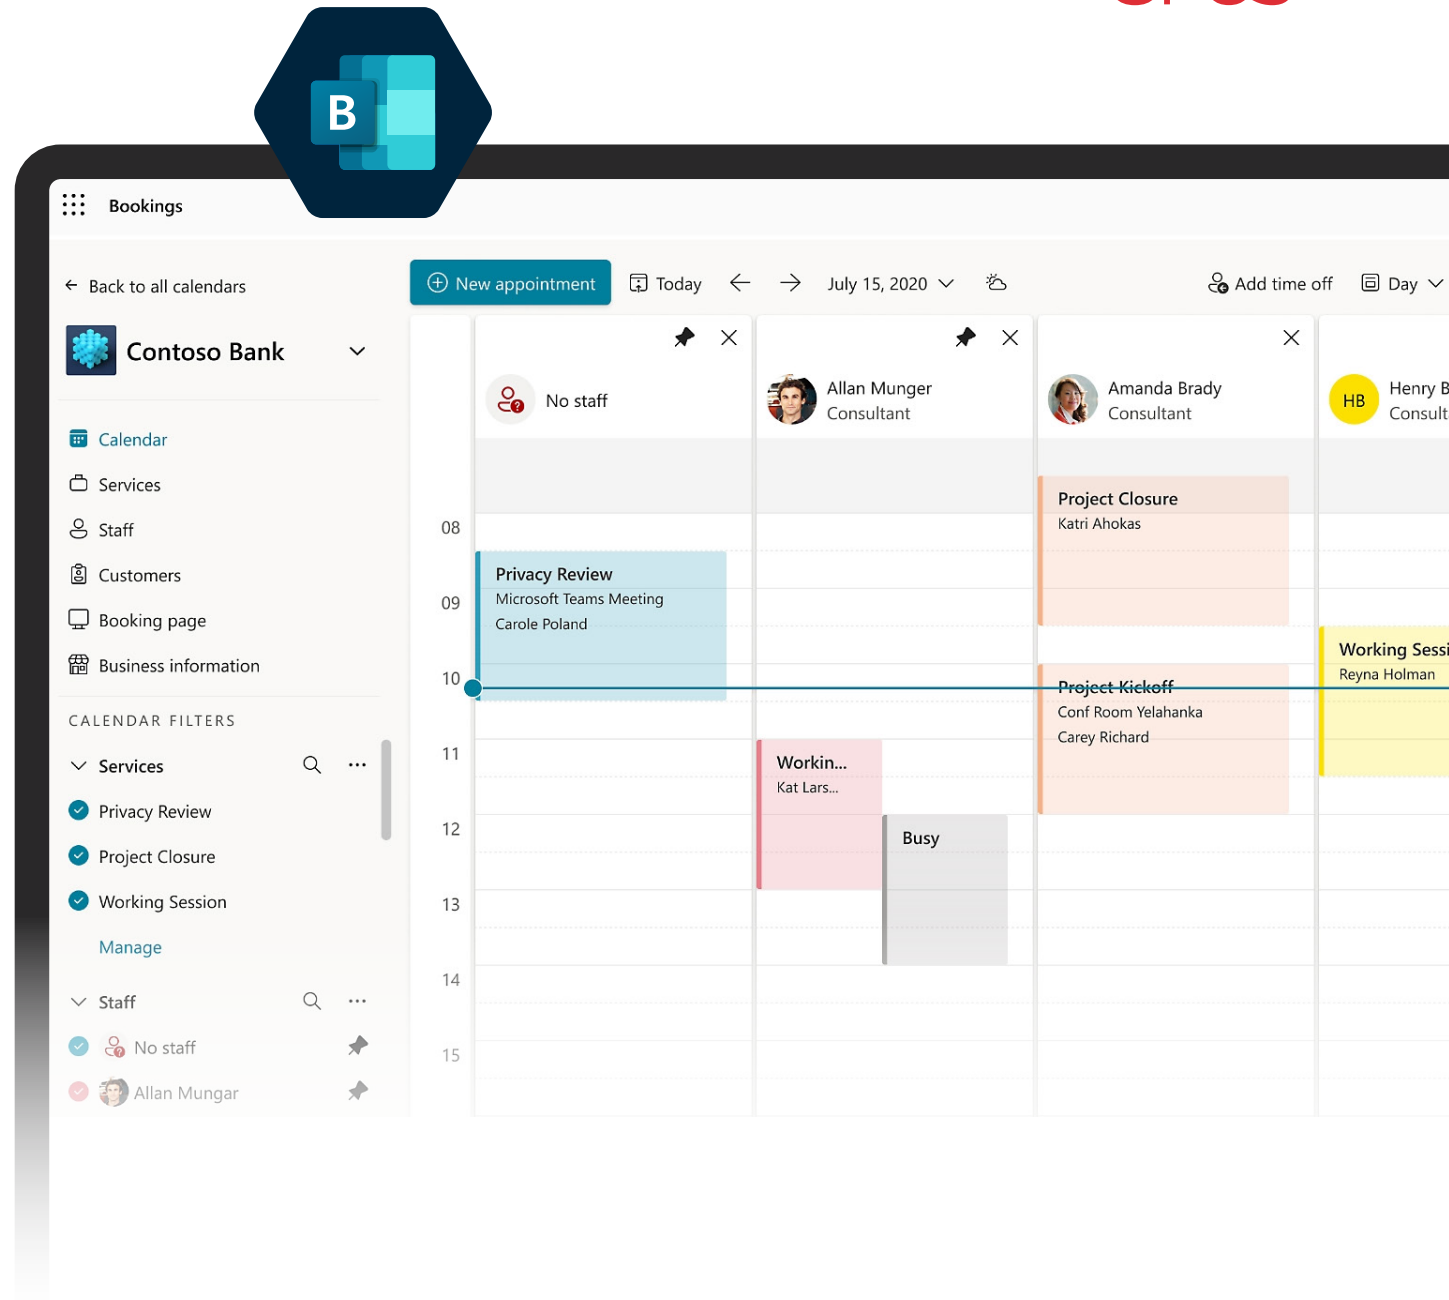 B
Bookings
Back to all calendars
Contoso Bank
Calendar
Services
Staff
Customers
Booking page
Business information
CALENDAR FILTERS
Services
Privacy Review
Project Closure
Working Session
Manage
Staff
No staff
Allan Mungar
New appointment
Today
July 15, 2020
Add time off
Day
No staff
Allan Munger
Consultant
Amanda Brady
Consultant
HB
Henry B
Consult
08
09
10
11
12
13
14
15
Privacy Review
Microsoft Teams Meeting
Carole Poland
Workin...
Kat Lars...
Busy
Project Closure
Katri Ahokas
Project Kickoff
Conf Room Yelahanka
Carey Richard
Working Sessi
Reyna Holman